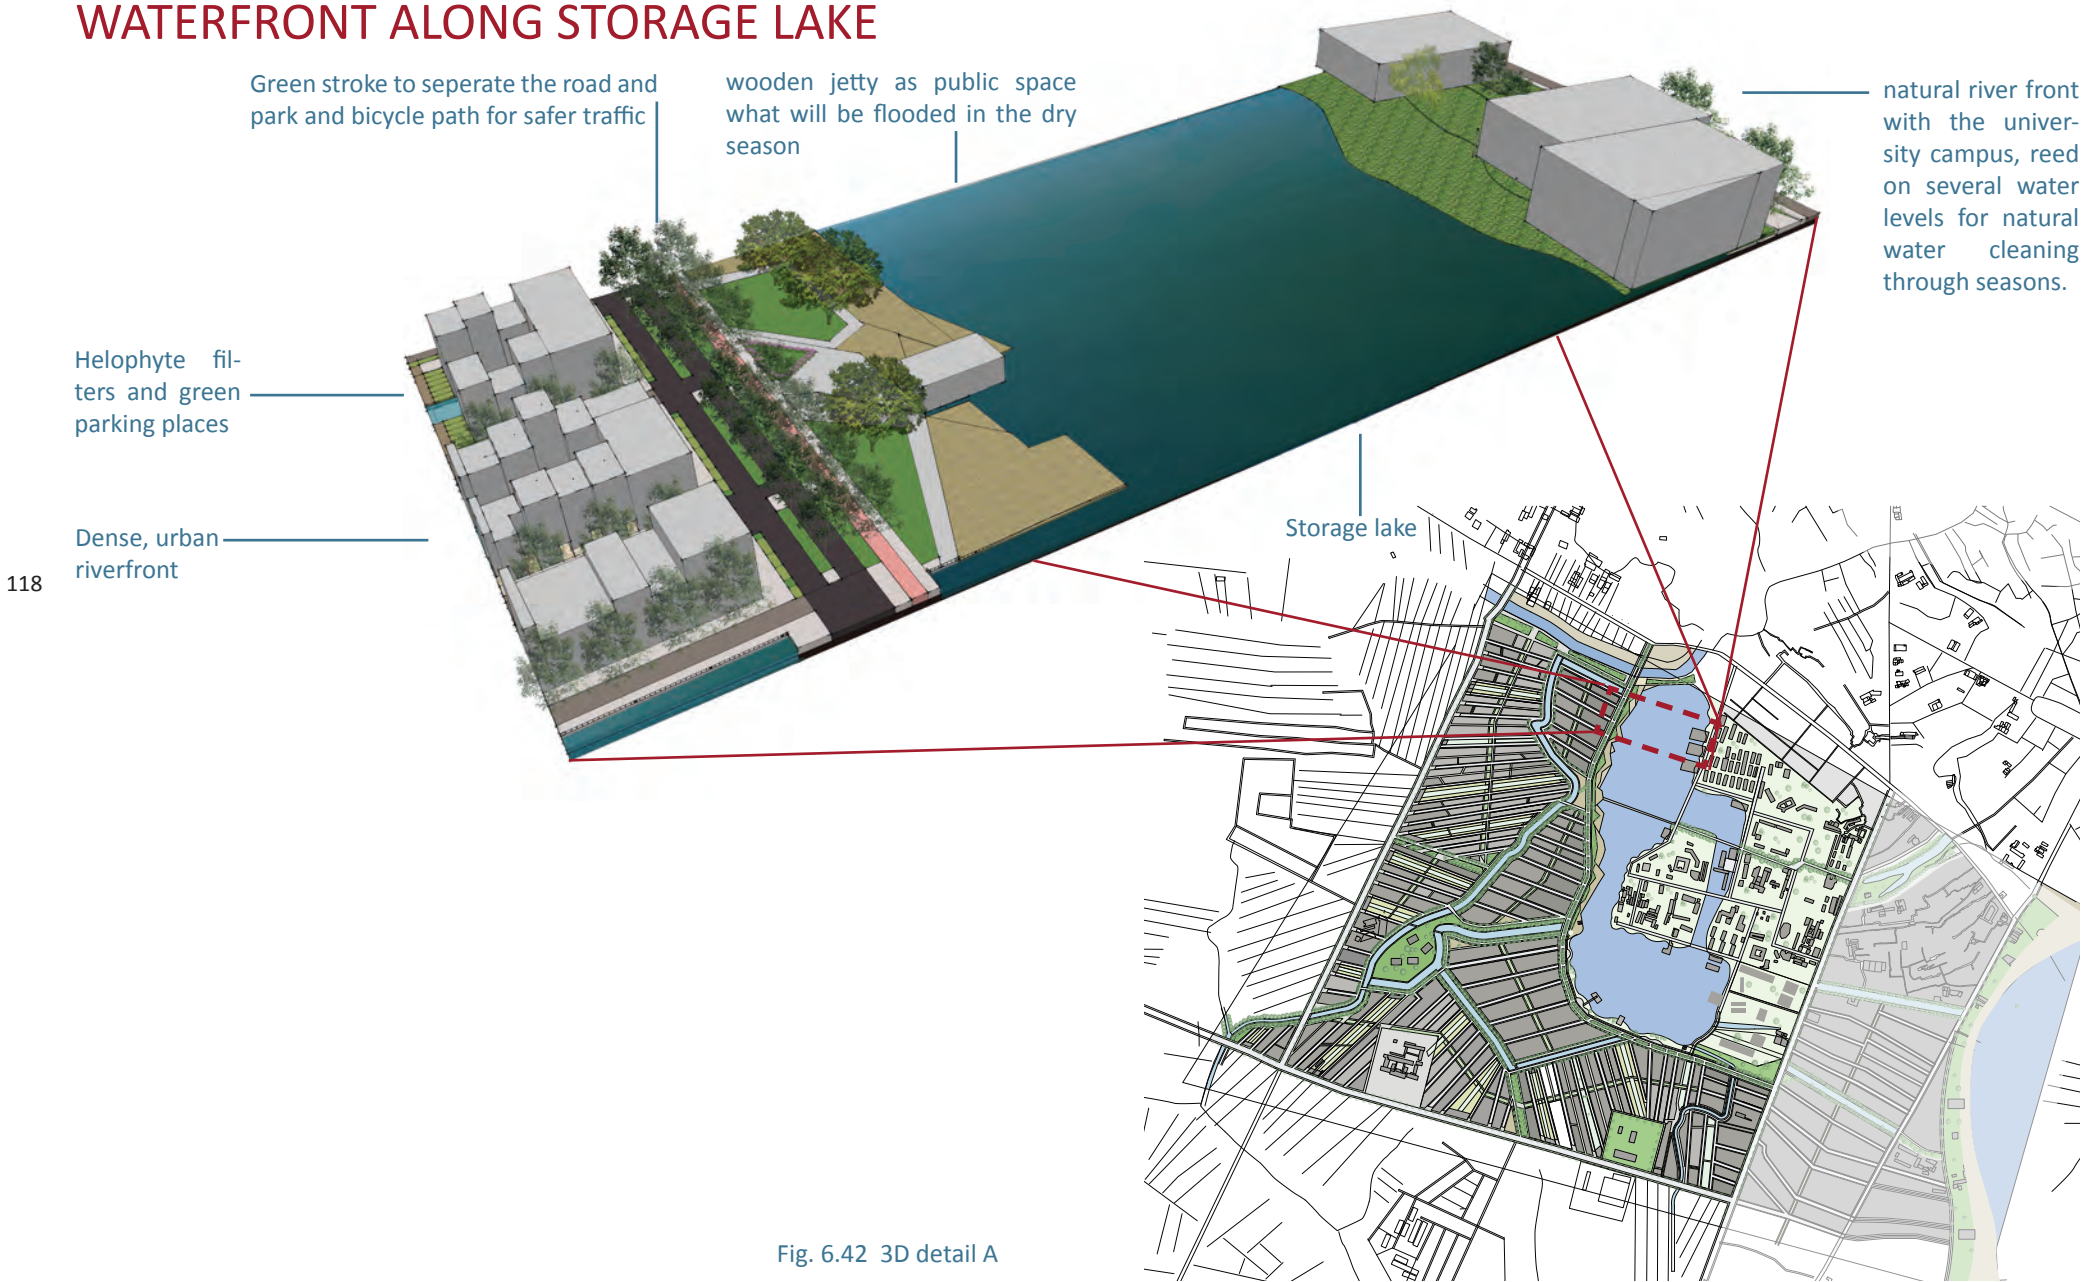 WATERFRONT ALONG STORAGE LAKE
Green stroke to seperate the road and
park and bicycle path for safer traffic
wooden jetty as public space
what will be flooded in the dry
season
natural river front
with the univer-
sity campus, reed
on several water
levels for natural
water cleaning
through seasons.
Helophyte fil-
ters and green
parking places
Storage lake
Dense, urban
riverfront
118
Fig. 6.42 3D detail A